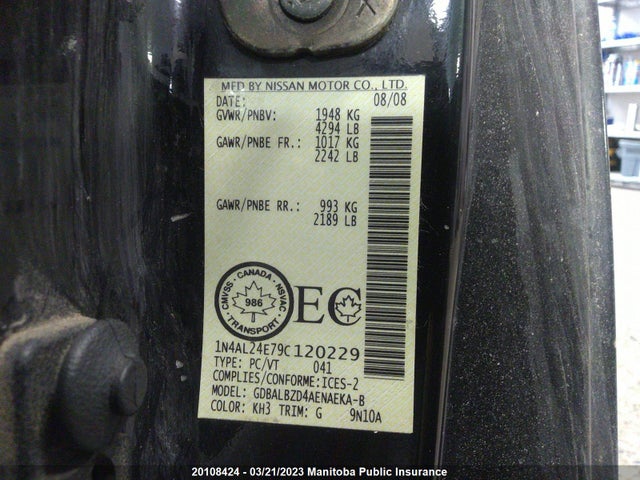 MFD BY NISSAN MOTOR CO., LTD.
DATE: 08/08
GVWR/PNBV: 1948 KG
4294 LB
GAWR/PNBE FR.: 1017 KG
2242 LB
GAWR/PNBE RR.: 993 KG
2189 LB
CMVSS · CANADA · NSVAC
986
TRANSPORT
EC
1N4AL24E79C120229
TYPE: PC/VT 041
COMPLIES/CONFORME:ICES-2
MODEL: GDBALBZD4AENAEKA-B
COLOR: KH3 TRIM: G 9N10A
20108424 - 03/21/2023 Manitoba Public Insurance